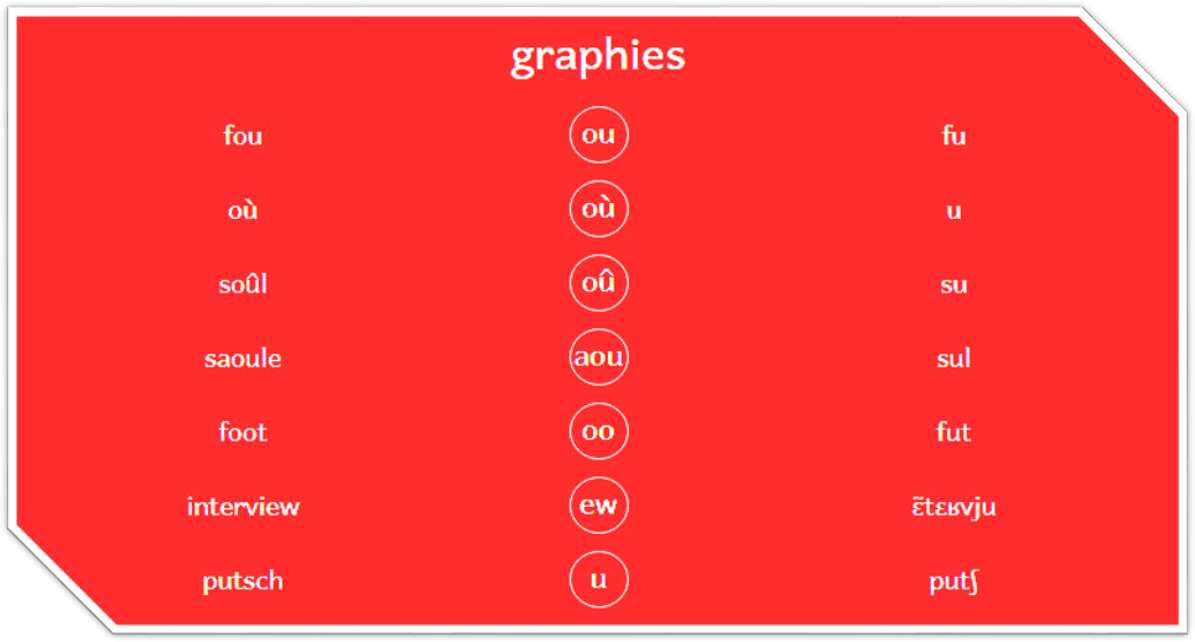 graphies
fou ou fu
où où u
soûl oû su
saoule aou sul
foot oo fut
interview ew ɛ̃tɛʁvju
putsch u putʃ